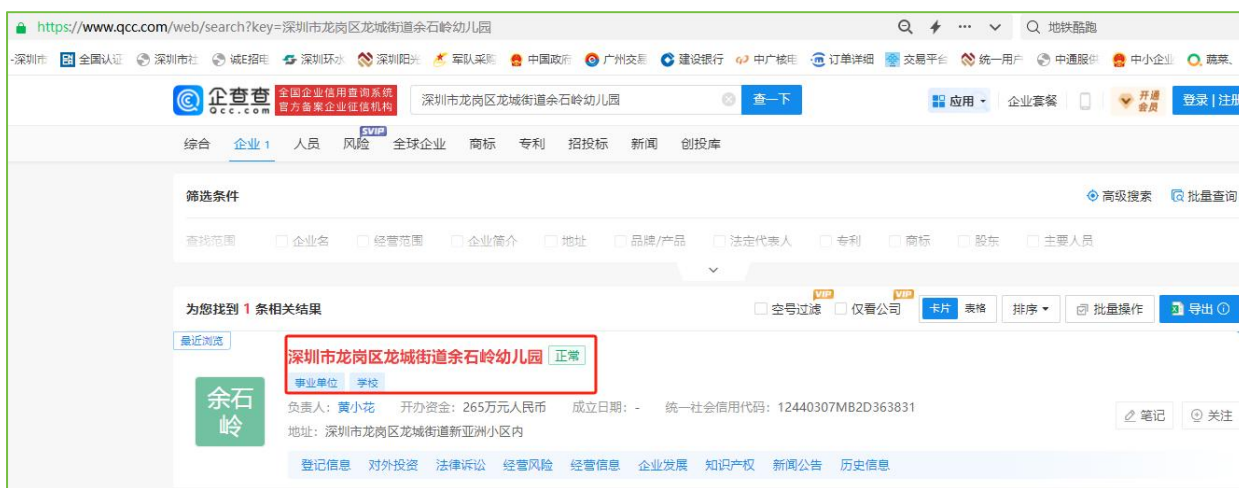 https://www.qcc.com/web/search?key=深圳市龙岗区龙城街道余石岭幼儿园 地铁酷跑
-深圳市 全国认证 深圳市社 诚E招电 深圳环水 深圳阳光 军队采购 中国政府 广州交易 建设银行 中广核电 订单详细 交易平台 统一用户 中通服供 中小企业 蔬菜、
企查查 Qcc.com 全国企业信用查询系统 官方备案企业征信机构 深圳市龙岗区龙城街道余石岭幼儿园 查一下 应用 企业套餐 开通会员 登录 | 注册
综合 企业 1 人员 风险 SVIP 全球企业 商标 专利 招投标 新闻 创投库
筛选条件 高级搜索 批量查询
查找范围 企业名 经营范围 企业简介 地址 品牌/产品 法定代表人 专利 商标 股东 主要人员
为您找到 1 条相关结果 空号过滤 VIP 仅看公司 VIP 卡片 表格 排序 批量操作 导出
最近浏览
深圳市龙岗区龙城街道余石岭幼儿园 正常
事业单位 学校
余石岭
负责人：黄小花 开办资金：265万元人民币 成立日期：- 统一社会信用代码：12440307MB2D363831
笔记 关注
地址：深圳市龙岗区龙城街道新亚洲小区内
登记信息 对外投资 法律诉讼 经营风险 经营信息 企业发展 知识产权 新闻公告 历史信息